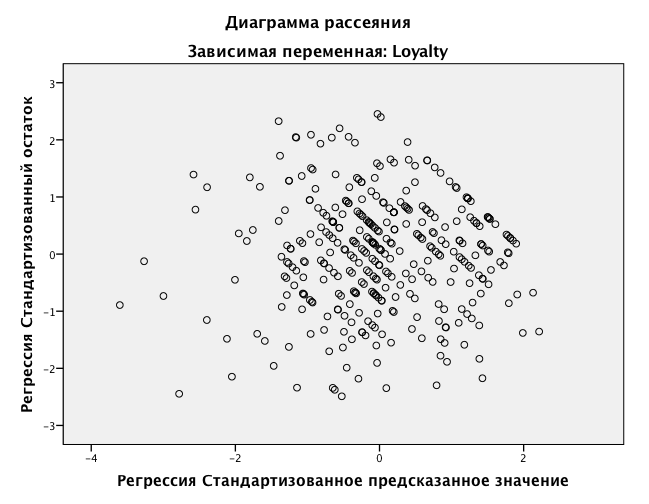 Диаграмма рассеяния
Зависимая переменная: Loyalty
Регрессия Стандартизованный остаток
3
2
1
0
−1
−2
−3
−4
−2
0
2
Регрессия Стандартизованное предсказанное значение